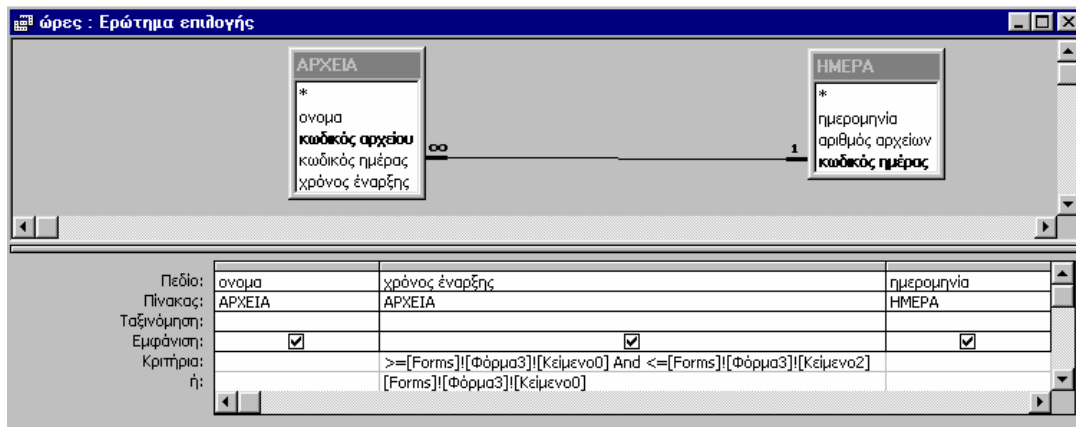 ώρες : Ερώτημα επιλογής
ΑΡΧΕΙΑ
*
ονομα
κωδικός αρχείου
κωδικός ημέρας
χρόνος έναρξης
∞
1
ΗΜΕΡΑ
*
ημερομηνία
αριθμός αρχείων
κωδικός ημέρας
Πεδίο: ονομα χρόνος έναρξης ημερομηνία
Πίνακας: ΑΡΧΕΙΑ ΑΡΧΕΙΑ ΗΜΕΡΑ
Ταξινόμηση:
Εμφάνιση:
Κριτήρια: >=[Forms]![Φόρμα3]![Κείμενο0] And <=[Forms]![Φόρμα3]![Κείμενο2]
ή: [Forms]![Φόρμα3]![Κείμενο0]